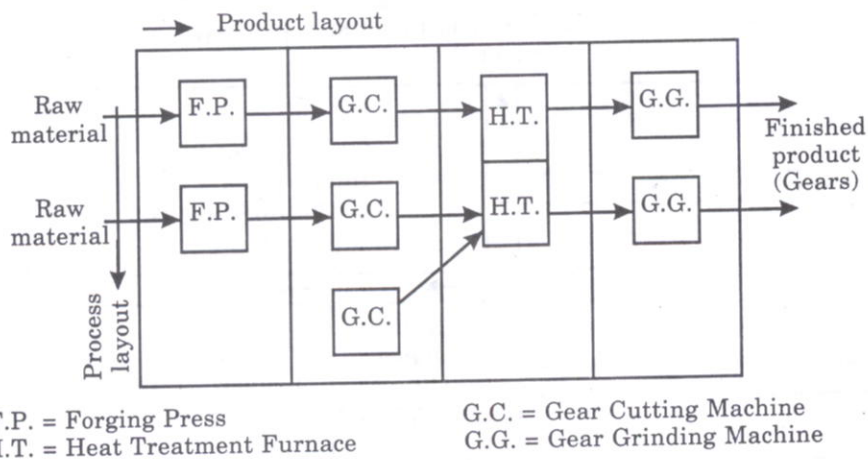 Product layout
Raw
material
F.P.
G.C.
H.T.
G.G.
Finished
product
(Gears)
Raw
material
F.P.
G.C.
H.T.
G.G.
G.C.
Process
layout
F.P. = Forging Press
G.C. = Gear Cutting Machine
H.T. = Heat Treatment Furnace
G.G. = Gear Grinding Machine